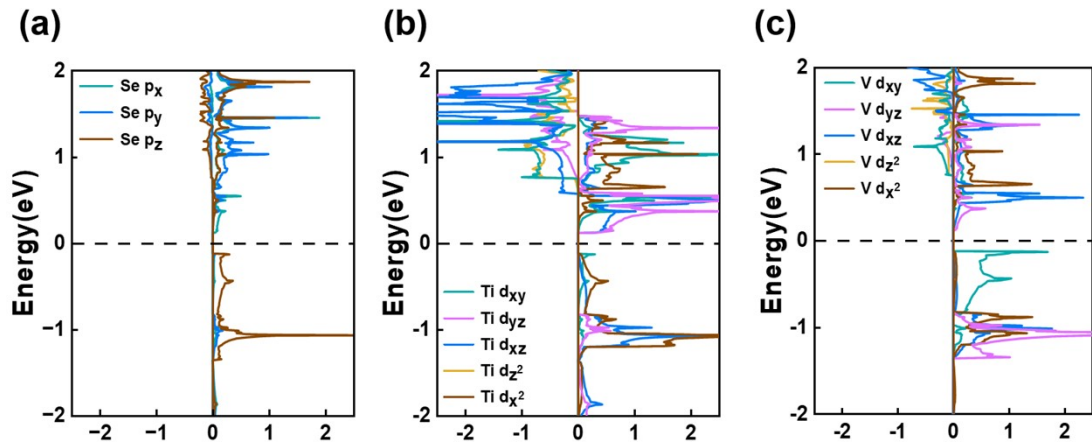 (a)
(b)
(c)
Se px
Se py
Se pz
Ti dxy
Ti dyz
Ti dxz
Ti dz²
Ti dx²
V dxy
V dyz
V dxz
V dz²
V dx²
Energy(eV)
2
1
0
−1
−2
−2 −1 0 1 2
Energy(eV)
2
1
0
−1
−2
-2 -1 0 1 2
Energy(eV)
2
1
0
-1
-2
-2 -1 0 1 2